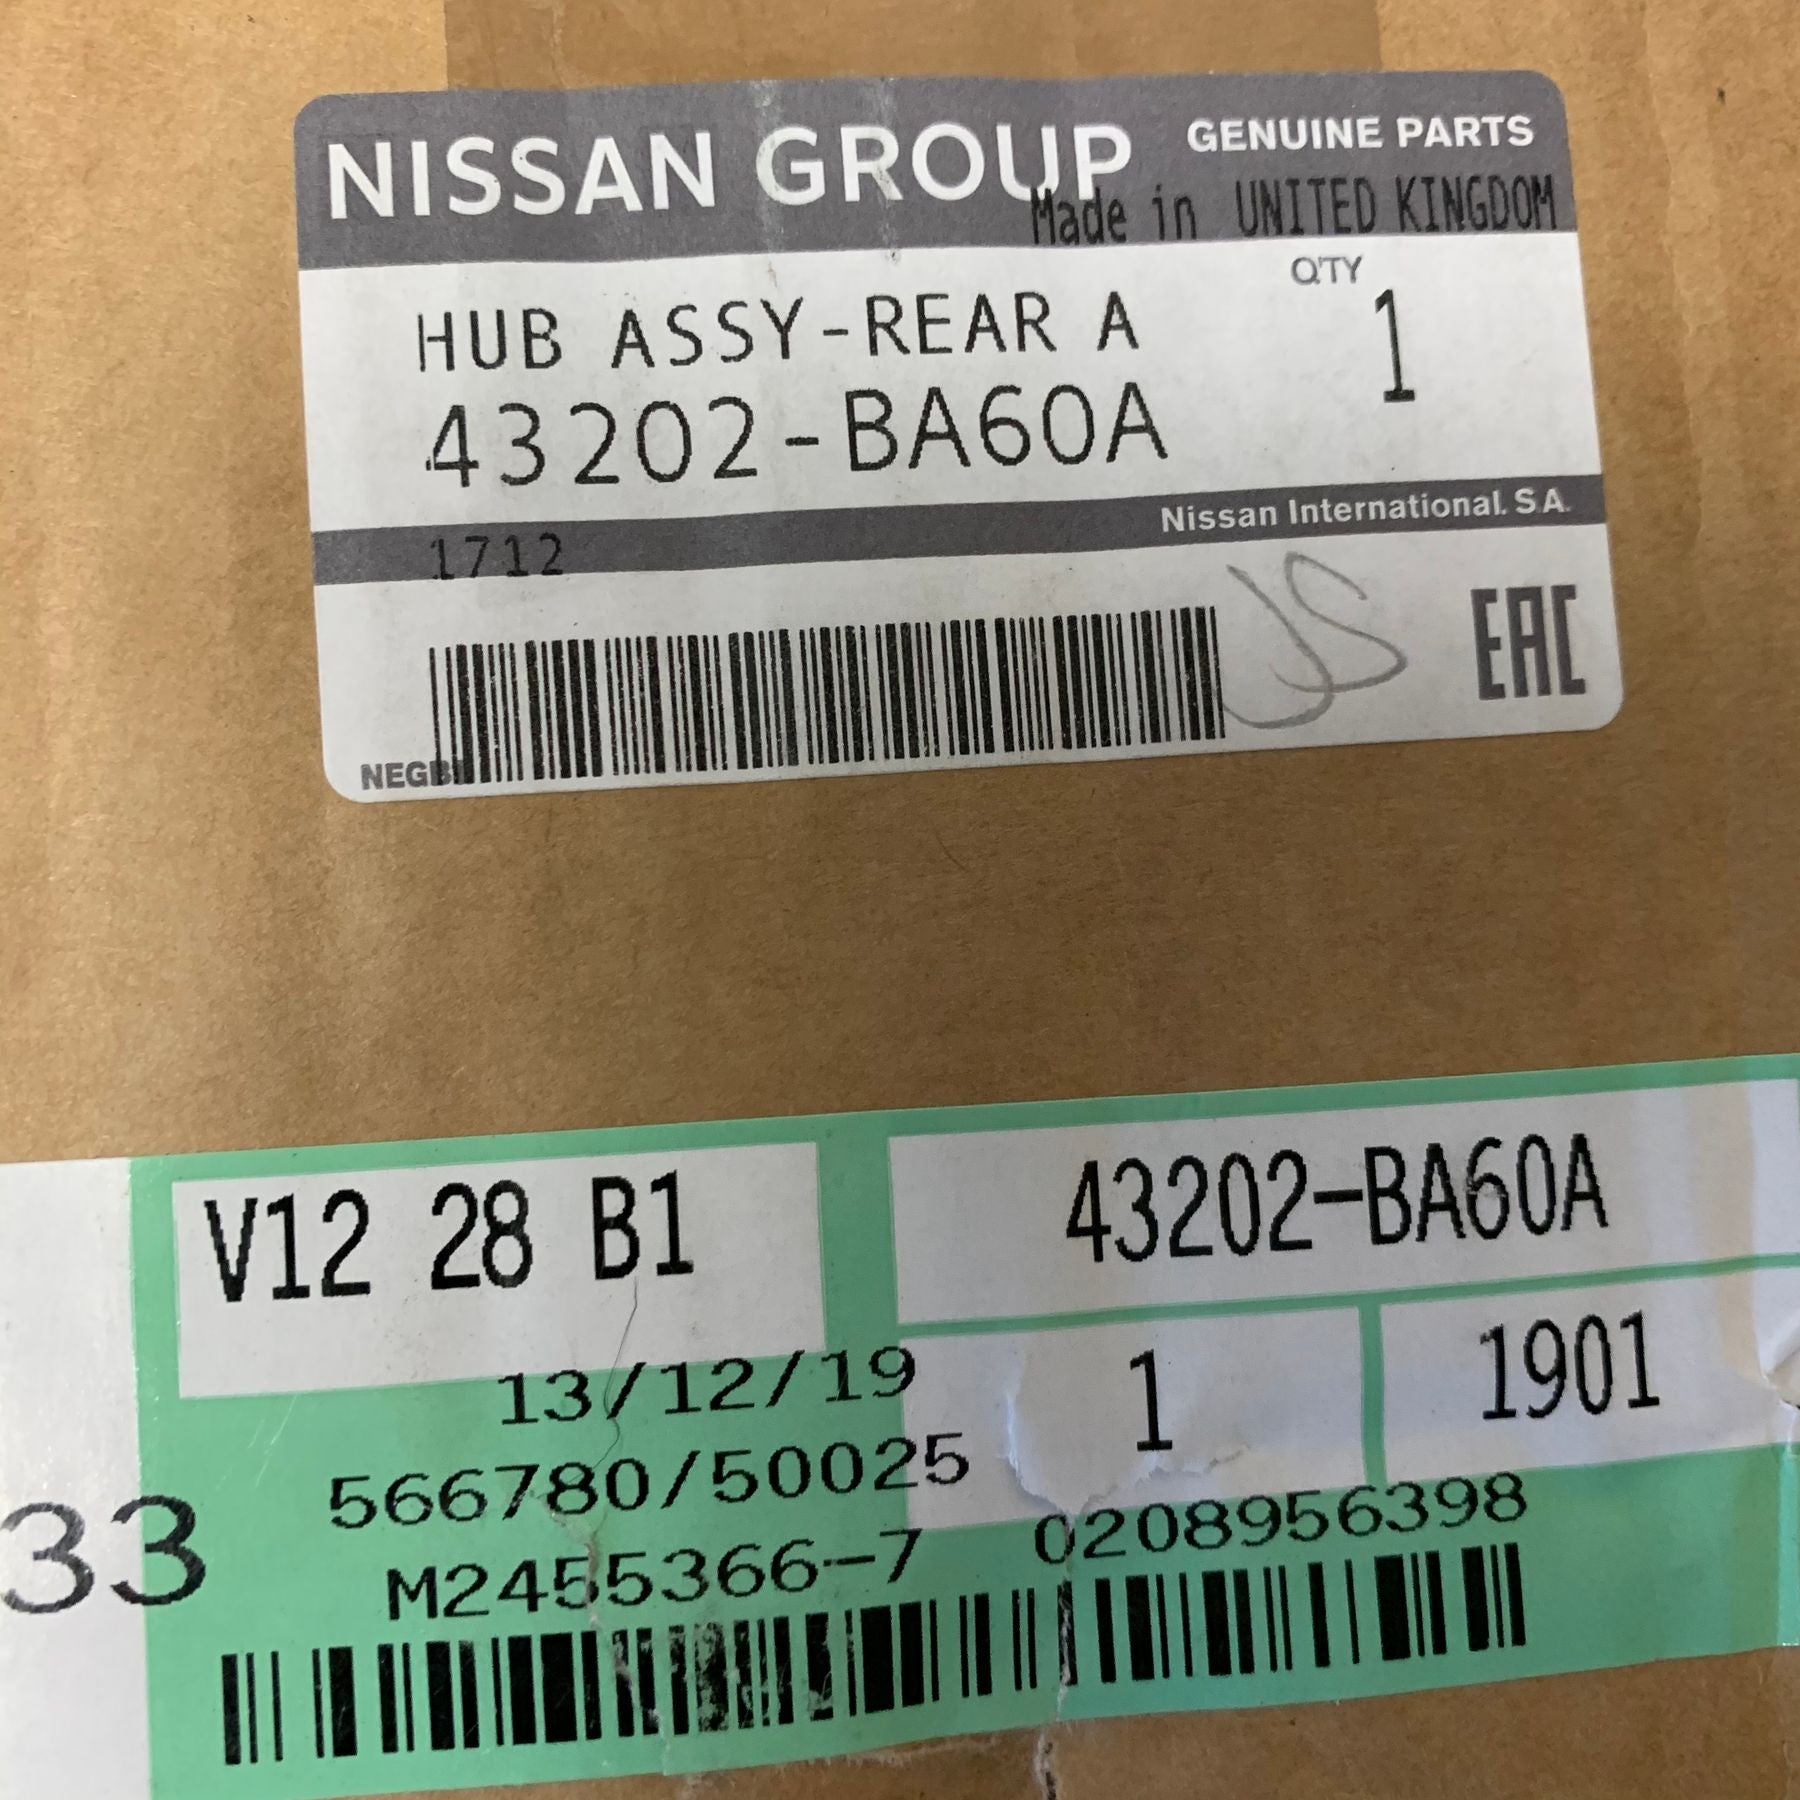 NISSAN GROUP GENUINE PARTS
Made in UNITED KINGDOM
QTY
HUB ASSY-REAR A 1
43202-BA60A
Nissan International. S.A.
1712
JS
EAC
V12 28 B1 43202-BA60A
13/12/19 1 1901
566780/50025
33 M2455366-7 0208956398